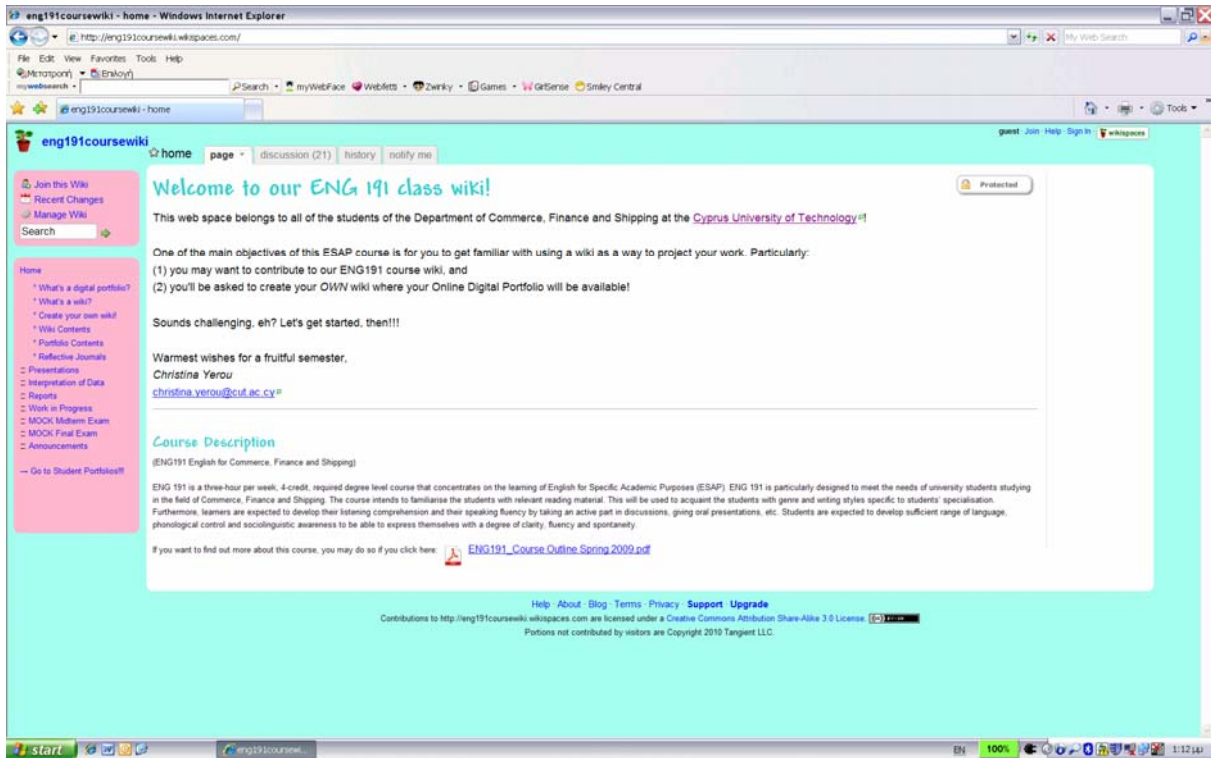 eng191coursewiki - home - Windows Internet Explorer
http://eng191coursewiki.wikispaces.com/
My Web Search
File Edit View Favorites Tools Help
Μετατροπή Επιλογή
mywebsearch Search myWebFace Webfetti Zwinky Games GirlSense Smiley Central
eng191coursewiki - home
Tools
guest · Join · Help · Sign In · wikispaces
eng191coursewiki
home page discussion (21) history notify me
Join this Wiki
Recent Changes
Manage Wiki
Search
Home
* What's a digital portfolio?
* What's a wiki?
* Create your own wiki!
* Wiki Contents
* Portfolio Contents
* Reflective Journals
:: Presentations
:: Interpretation of Data
:: Reports
:: Work in Progress
:: MOCK Midterm Exam
:: MOCK Final Exam
:: Announcements
--- Go to Student Portfolios!!!
Welcome to our ENG 191 class wiki!
Protected
This web space belongs to all of the students of the Department of Commerce, Finance and Shipping at the Cyprus University of Technology!
One of the main objectives of this ESAP course is for you to get familiar with using a wiki as a way to project your work. Particularly:
(1) you may want to contribute to our ENG191 course wiki, and
(2) you'll be asked to create your OWN wiki where your Online Digital Portfolio will be available!
Sounds challenging, eh? Let's get started, then!!!
Warmest wishes for a fruitful semester,
Christina Yerou
christina.yerou@cut.ac.cy
Course Description
(ENG191 English for Commerce, Finance and Shipping)
ENG 191 is a three-hour per week, 4-credit, required degree level course that concentrates on the learning of English for Specific Academic Purposes (ESAP). ENG 191 is particularly designed to meet the needs of university students studying
in the field of Commerce, Finance and Shipping. The course intends to familiarise the students with relevant reading material. This will be used to acquaint the students with genre and writing styles specific to students' specialisation.
Furthermore, learners are expected to develop their listening comprehension and their speaking fluency by taking an active part in discussions, giving oral presentations, etc. Students are expected to develop sufficient range of language,
phonological control and sociolinguistic awareness to be able to express themselves with a degree of clarity, fluency and spontaneity.
If you want to find out more about this course, you may do so if you click here: ENG191_Course Outline Spring 2009.pdf
Help · About · Blog · Terms · Privacy · Support · Upgrade
Contributions to http://eng191coursewiki.wikispaces.com are licensed under a Creative Commons Attribution Share-Alike 3.0 License.
Portions not contributed by visitors are Copyright 2010 Tangient LLC.
start
eng191coursewi...
EN 100% 1:12 μμ